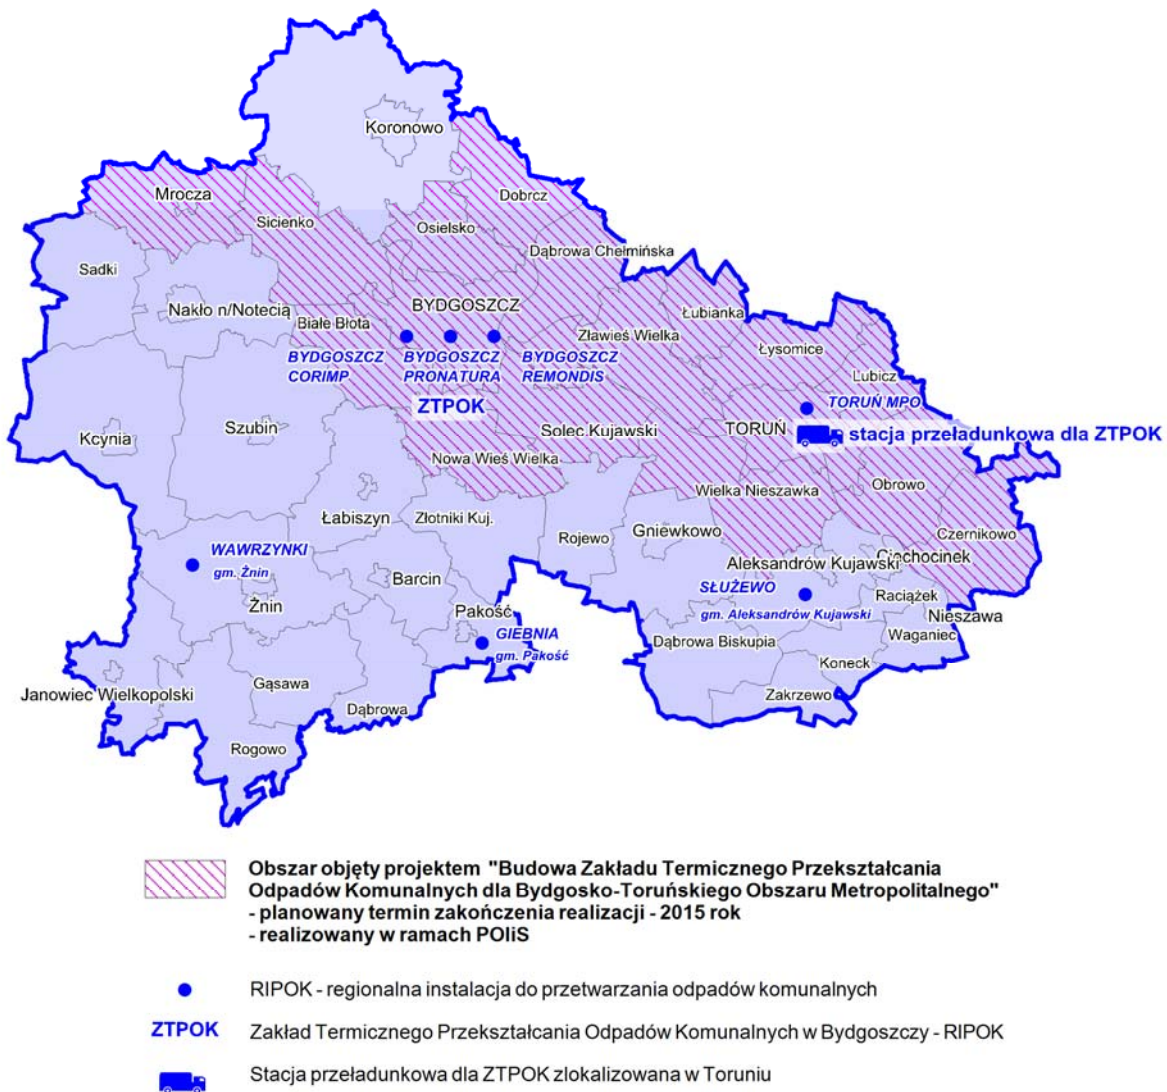 Koronowo
Mrocza
Dobrcz
Sicienko
Osielsko
Dąbrowa Chełmińska
Sadki
Nakło n/Notecią
BYDGOSZCZ
Białe Błota
Łubianka
Zławieś Wielka
Łysomice
BYDGOSZCZ
CORIMP
BYDGOSZCZ
PRONATURA
BYDGOSZCZ
REMONDIS
Lubicz
TORUŃ MPO
ZTPOK
Kcynia
Szubin
Solec Kujawski
TORUŃ
stacja przeładunkowa dla ZTPOK
Nowa Wieś Wielka
Wielka Nieszawka
Obrowo
Łabiszyn
Złotniki Kuj.
Rojewo
Gniewkowo
Czernikowo
WAWRZYNKI
gm. Żnin
Żnin
Barcin
Aleksandrów Kujawski
Ciechocinek
SŁUŻEWO
gm. Aleksandrów Kujawski
Raciążek
Nieszawa
Waganiec
Pakość
GIEBNIA
gm. Pakość
Dąbrowa Biskupia
Koneck
Janowiec Wielkopolski
Gąsawa
Dąbrowa
Zakrzewo
Rogowo
Obszar objęty projektem "Budowa Zakładu Termicznego Przekształcania
Odpadów Komunalnych dla Bydgosko-Toruńskiego Obszaru Metropolitalnego"
- planowany termin zakończenia realizacji - 2015 rok
- realizowany w ramach POIiS
RIPOK - regionalna instalacja do przetwarzania odpadów komunalnych
ZTPOK Zakład Termicznego Przekształcania Odpadów Komunalnych w Bydgoszczy - RIPOK
Stacja przeładunkowa dla ZTPOK zlokalizowana w Toruniu